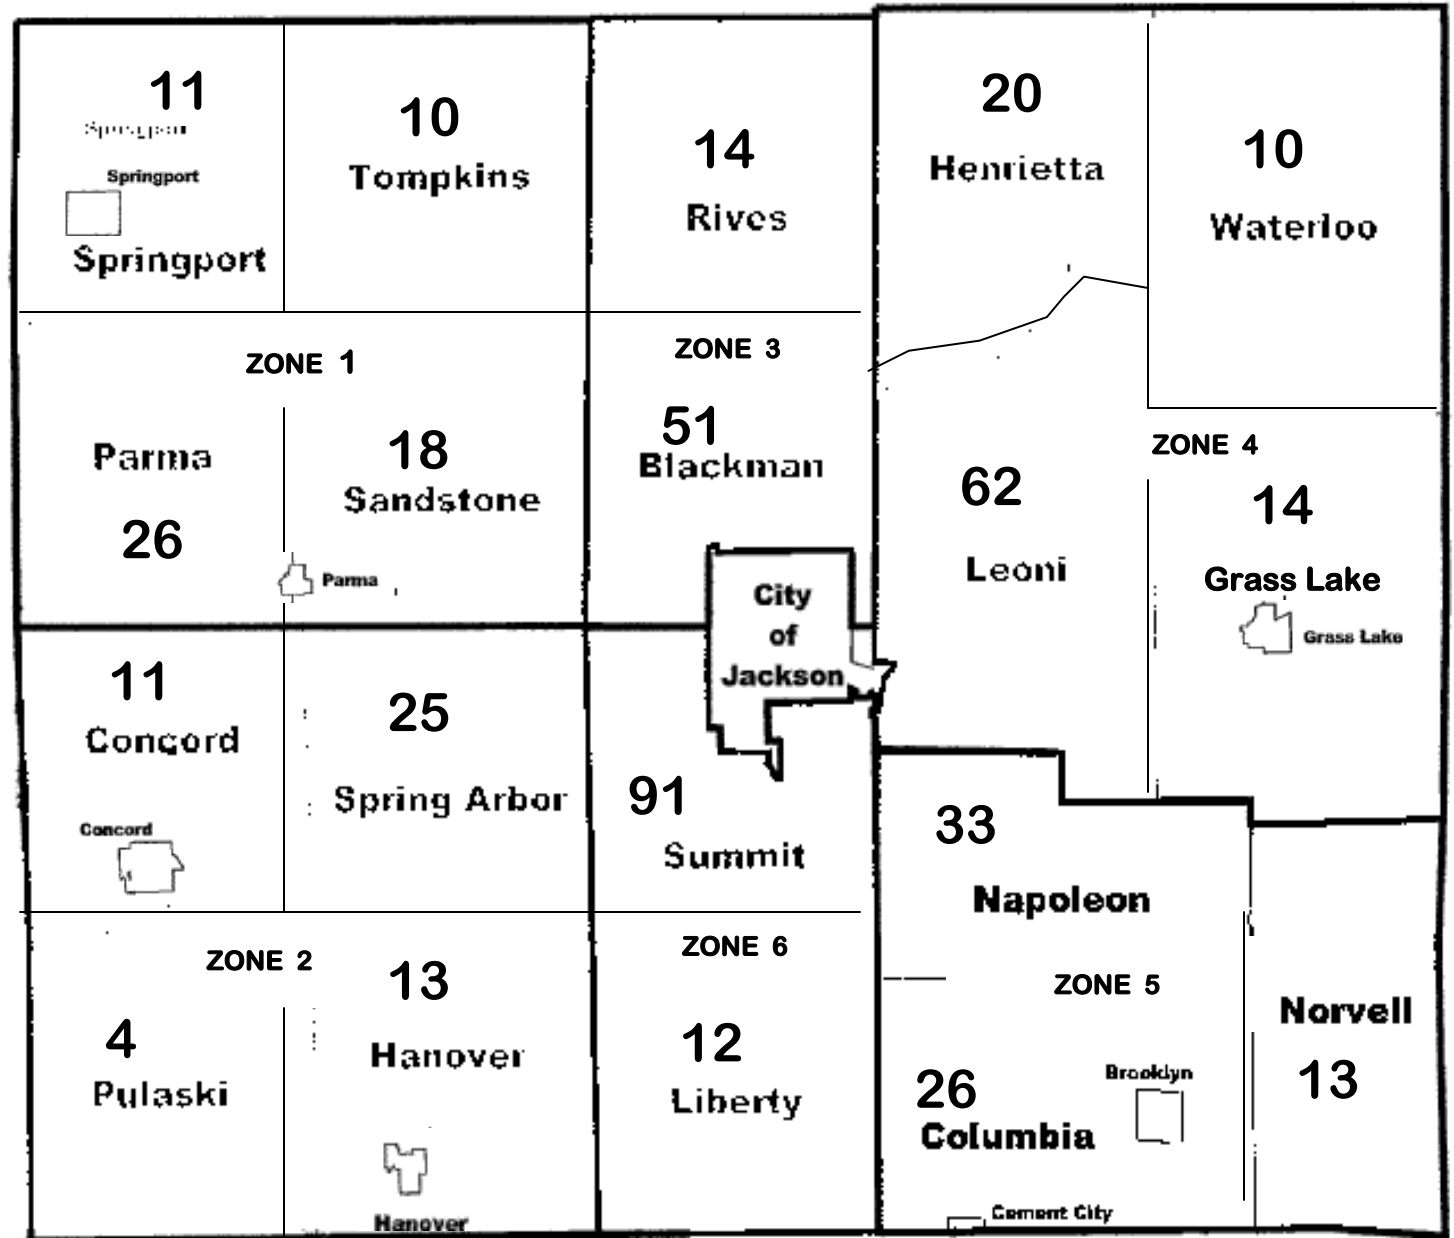 11
Springport
Springport
Springport
10
Tompkins
14
Rives
20
Henrietta
10
Waterloo
ZONE 1
Parma
26
18
Sandstone
Parma
ZONE 3
51
Blackman
City
of
Jackson
ZONE 4
62
Leoni
14
Grass Lake
Grass Lake
11
Concord
Concord
25
Spring Arbor
91
Summit
33
Napoleon
ZONE 2
4
Pulaski
13
Hanover
Hanover
ZONE 6
12
Liberty
ZONE 5
26
Columbia
Brooklyn
Cement City
Norvell
13